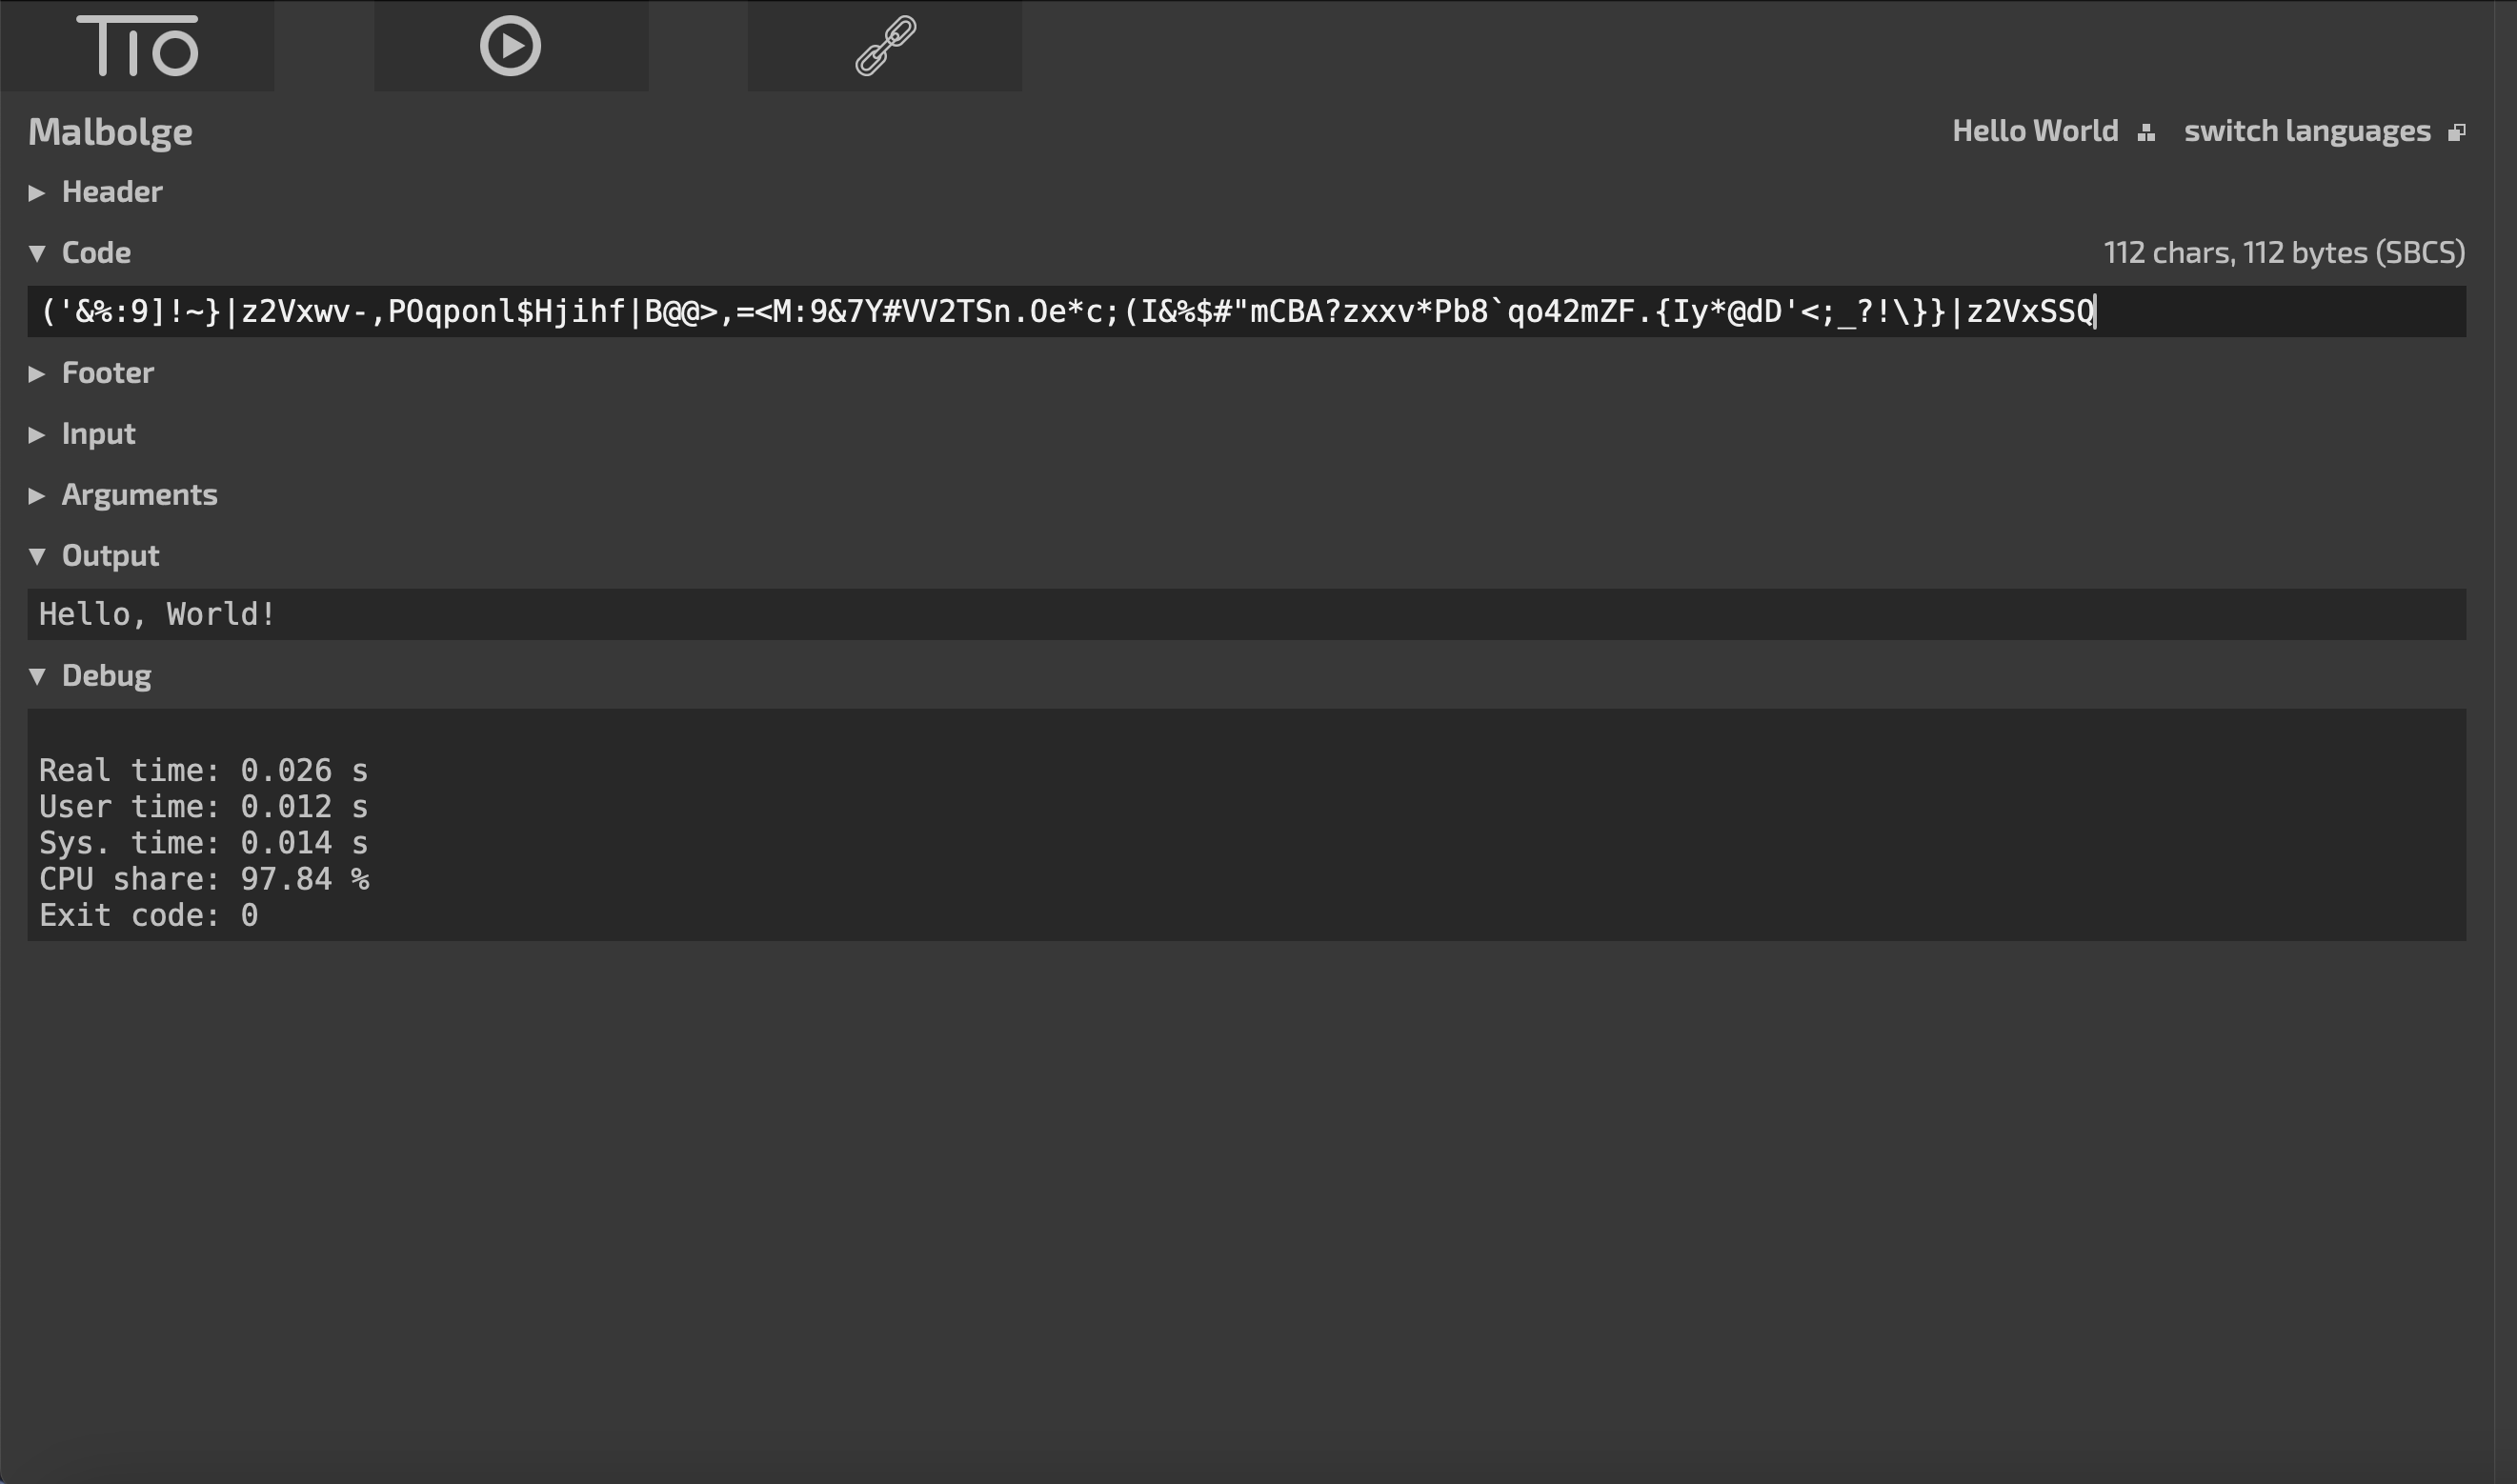 TIO
Malbolge
Hello World switch languages
Header
Code
112 chars, 112 bytes (SBCS)
('&%:9]!~}|z2Vxwv-,POqponl$Hjihf|B@@>,=<M:9&7Y#VV2TSn.Oe*c;(I&%$#"mCBA?zxxv*Pb8`qo42mZF.{Iy*@dD'<;_?!\}}|z2VxSSQ
Footer
Input
Arguments
Output
Hello, World!
Debug
Real time: 0.026 s
User time: 0.012 s
Sys. time: 0.014 s
CPU share: 97.84 %
Exit code: 0